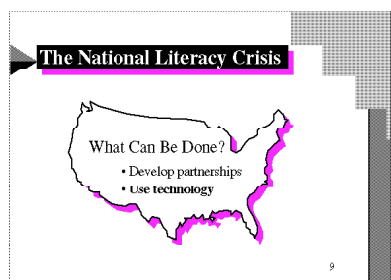 The National Literacy Crisis
What Can Be Done?
• Develop partnerships
• Use technology
9